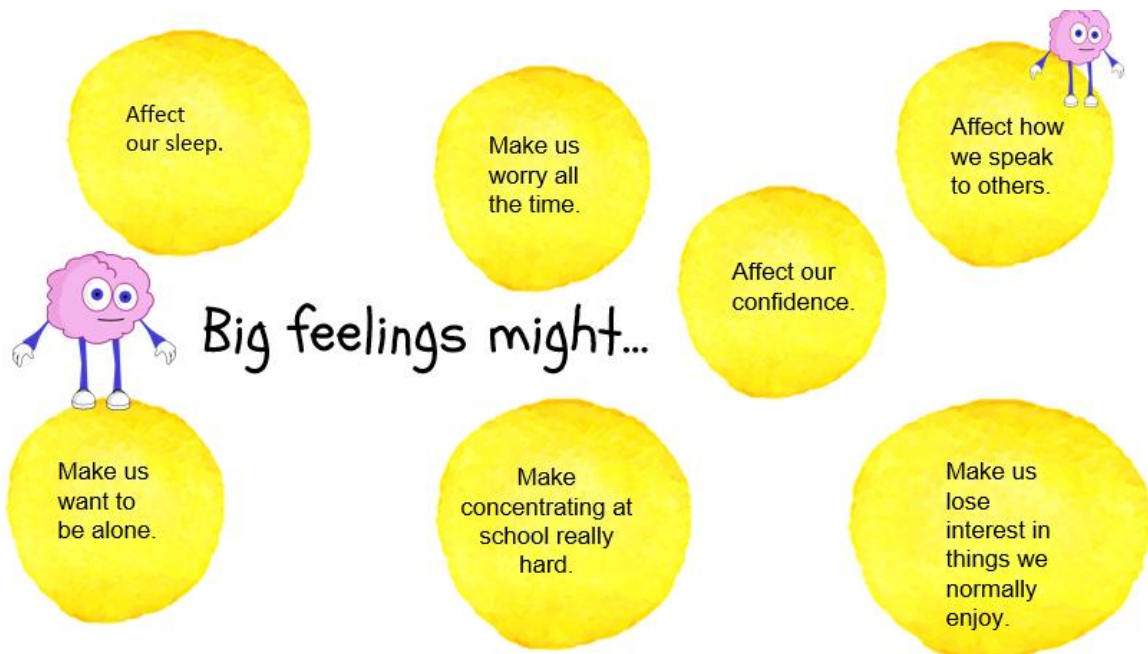 Affect
our sleep.
Make us
worry all
the time.
Affect how
we speak
to others.
Affect our
confidence.
Big feelings might...
Make us
want to
be alone.
Make
concentrating at
school really
hard.
Make us
lose
interest in
things we
normally
enjoy.